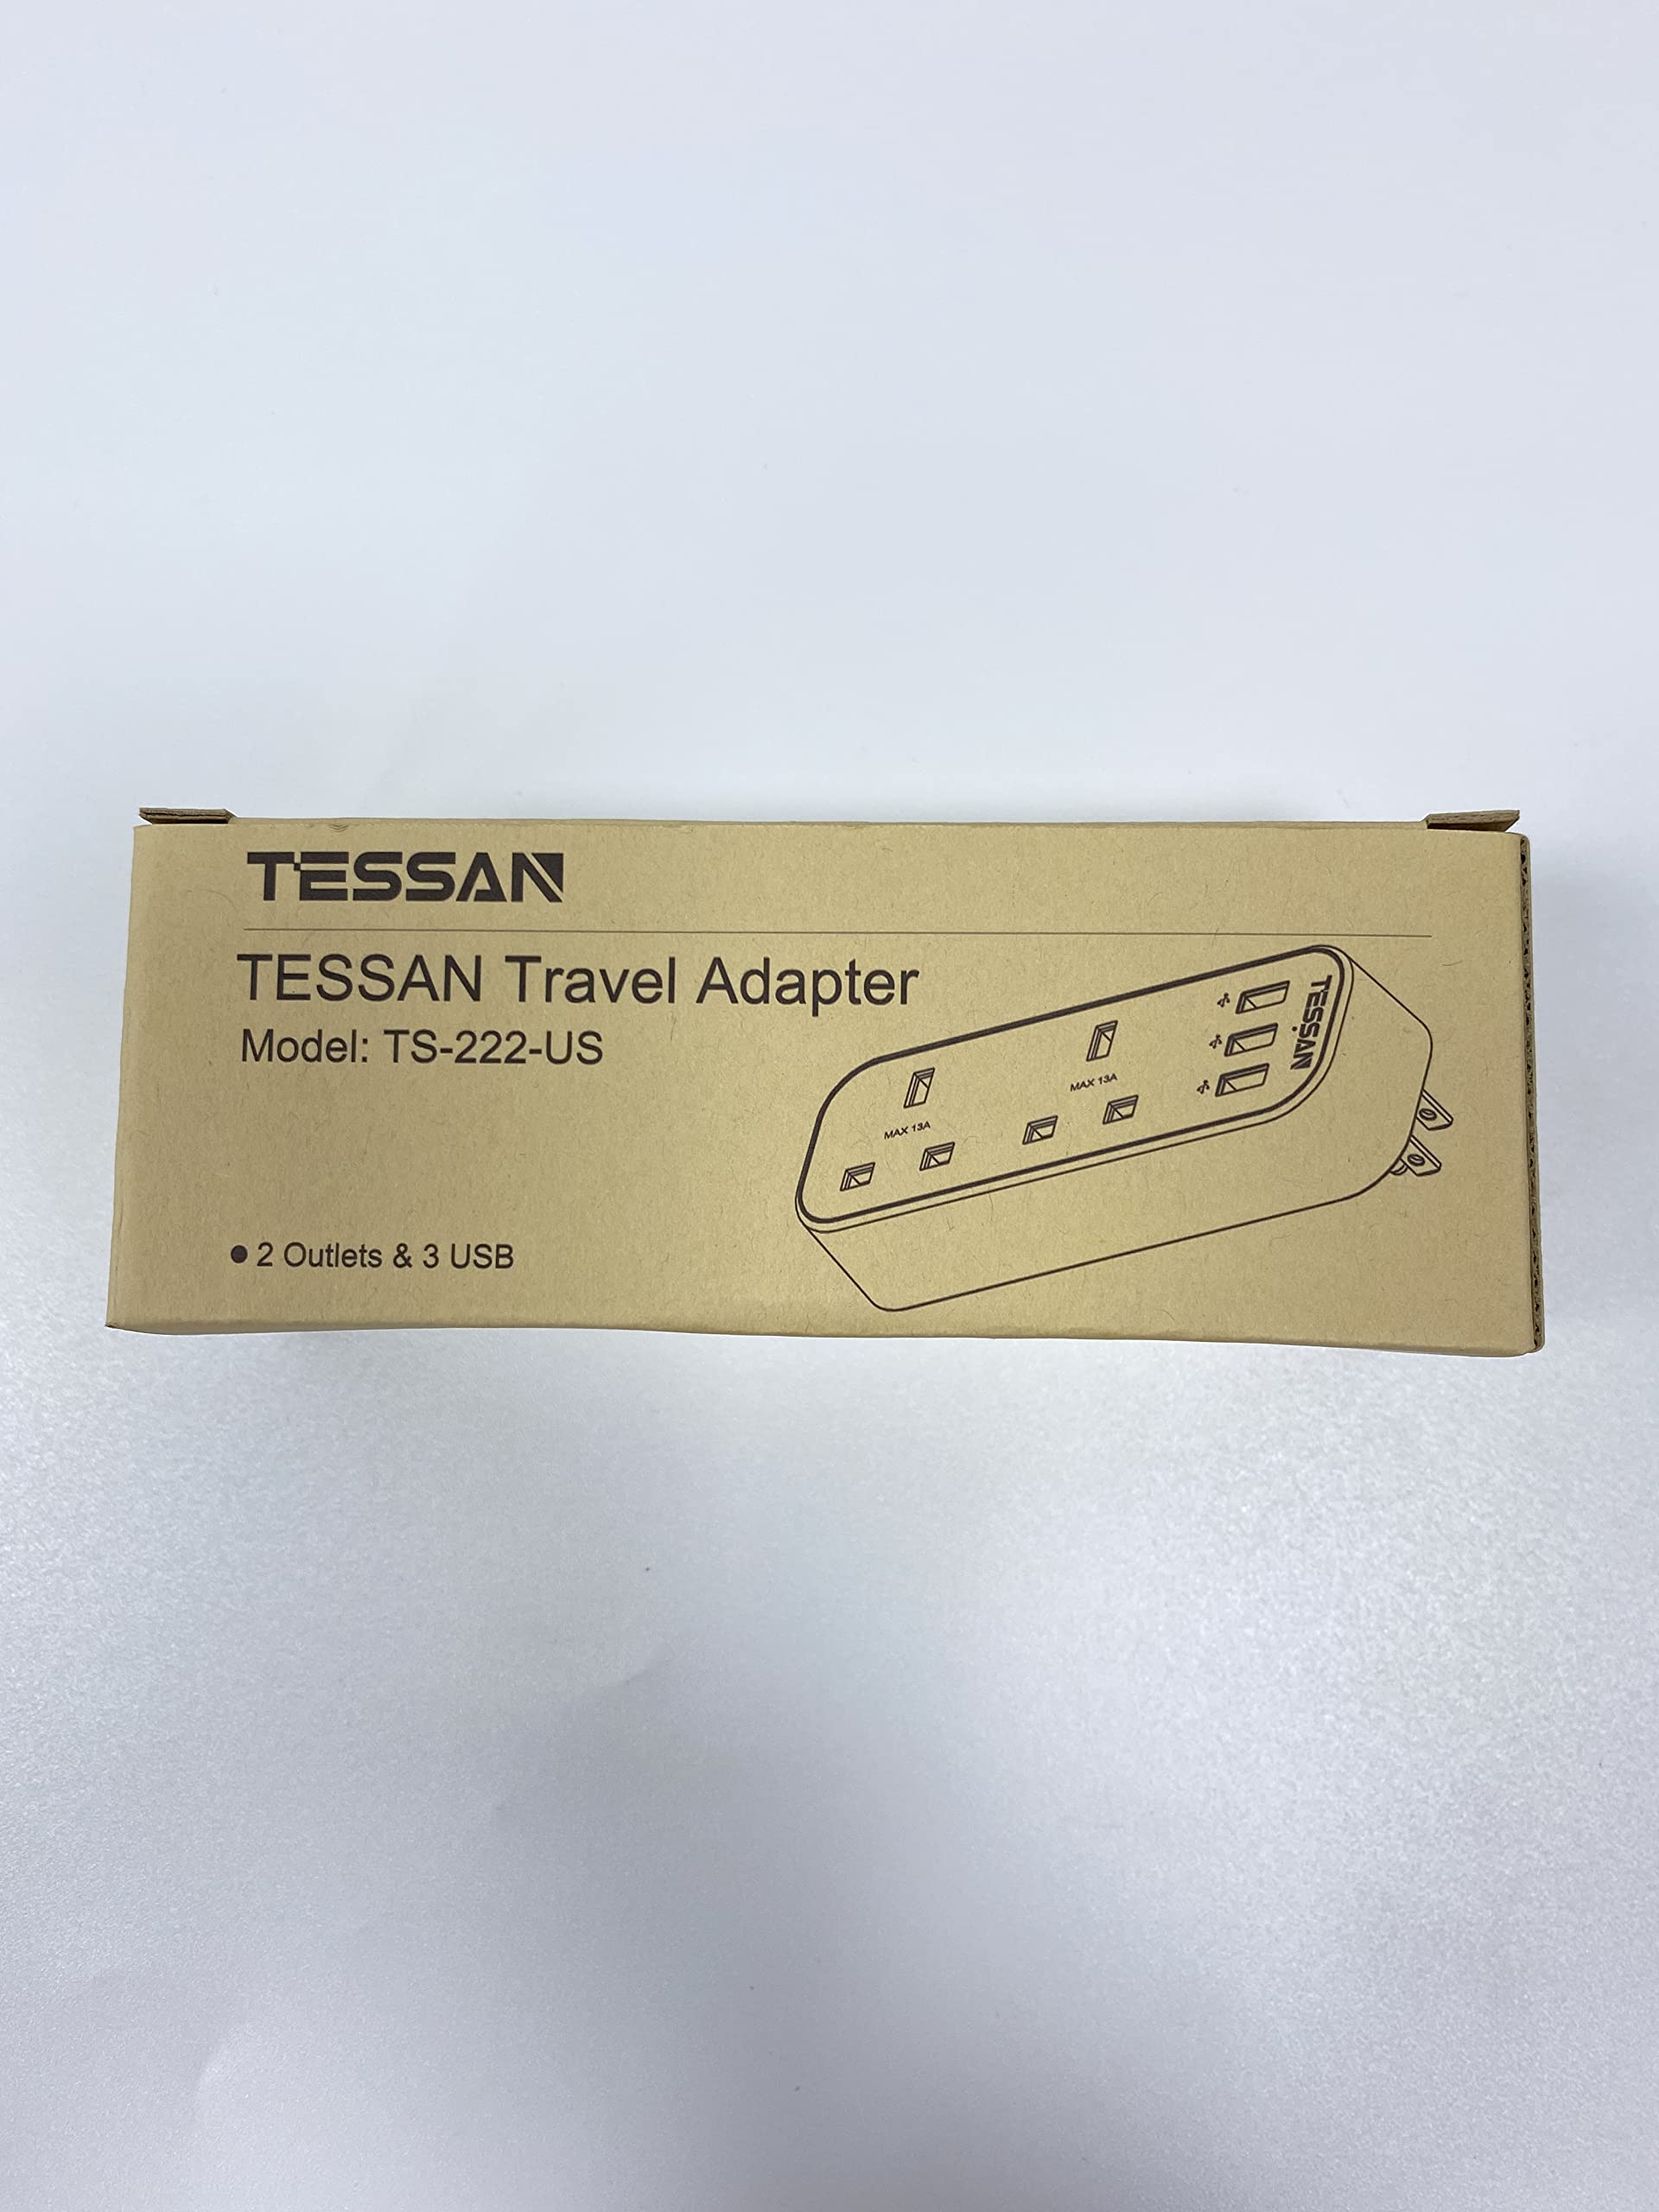 TESSAN
TESSAN Travel Adapter
Model: TS-222-US
● 2 Outlets & 3 USB
MAX 13A
MAX 13A
TESSAN